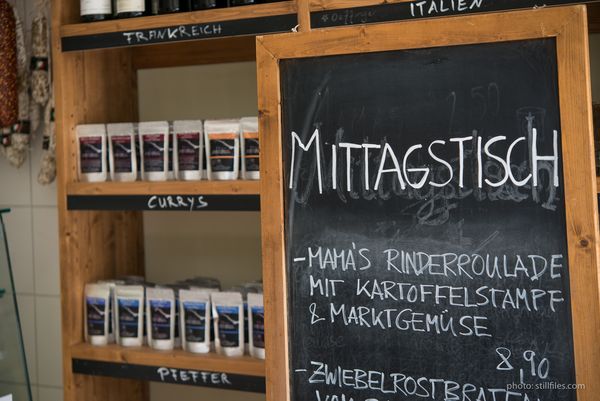 FRANKREICH
ITALIEN
CURRYS
PFEFFER
MITTAGSTISCH
-MAMA'S RINDERROULADE
MIT KARTOFFELSTAMPF
& MARKTGEMÜSE
8,90
-ZWIEBELROSTBRATEN
photo: stillfiles.com